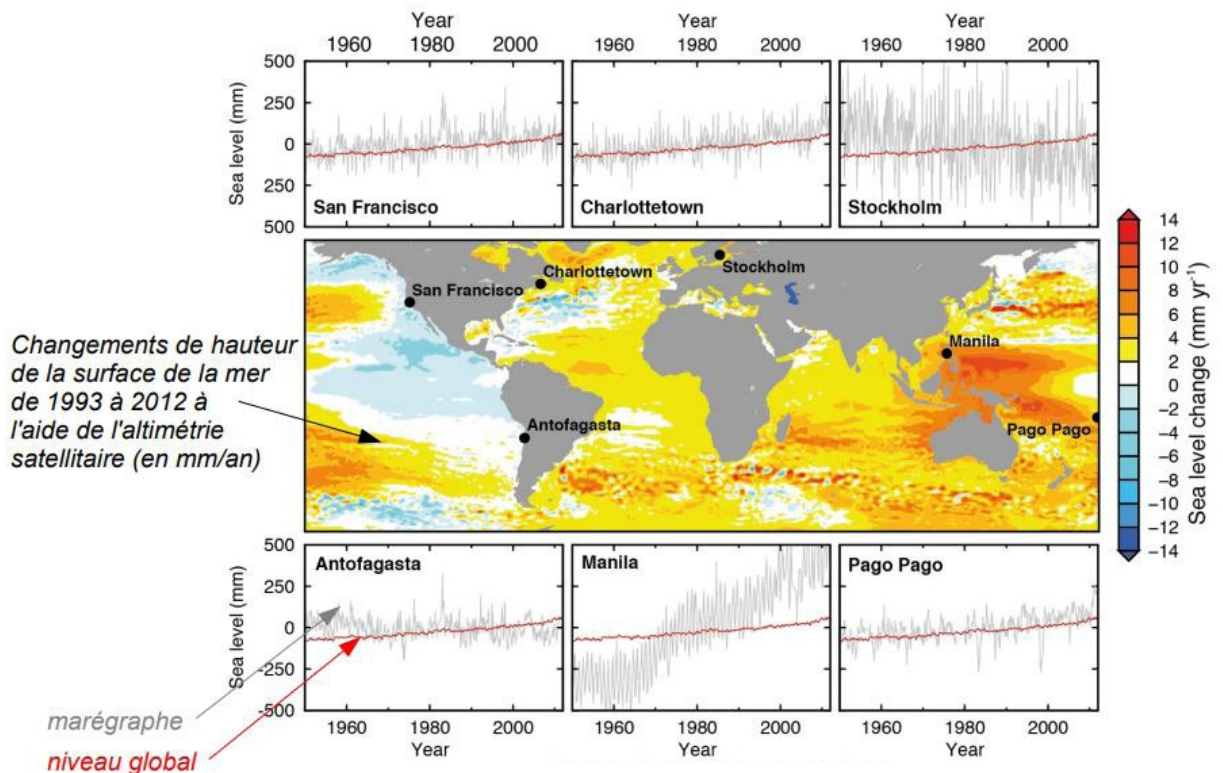 Year Year
1960 1980 2000 1960 1980 2000 1960 1980 2000
Sea level (mm)
500
250
0
250
500
San Francisco Charlottetown Stockholm
Changements de hauteur
de la surface de la mer
de 1993 à 2012 à
l'aide de l'altimétrie
satellitaire (en mm/an)
San Francisco
Charlottetown
Stockholm
Manila
Antofagasta
Pago Pago
14
12
10
8
6
4
2
0
−2
−4
−6
−8
−10
−12
−14
Sea level change (mm yr⁻¹)
Sea level (mm)
500
250
0
-250
-500
Antofagasta Manila Pago Pago
marégraphe
niveau global
1960 1980 2000 1960 1980 2000 1960 1980 2000
Year Year Year